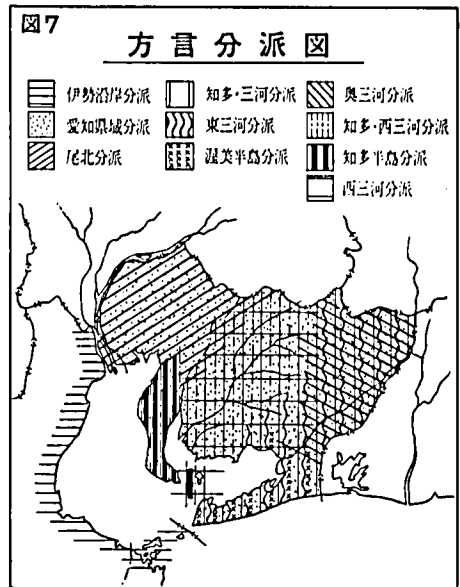 図7
方言分派図
伊勢沿岸分派
愛知県域分派
尾北分派
知多・三河分派
東三河分派
渥美半島分派
奥三河分派
知多・西三河分派
知多半島分派
西三河分派